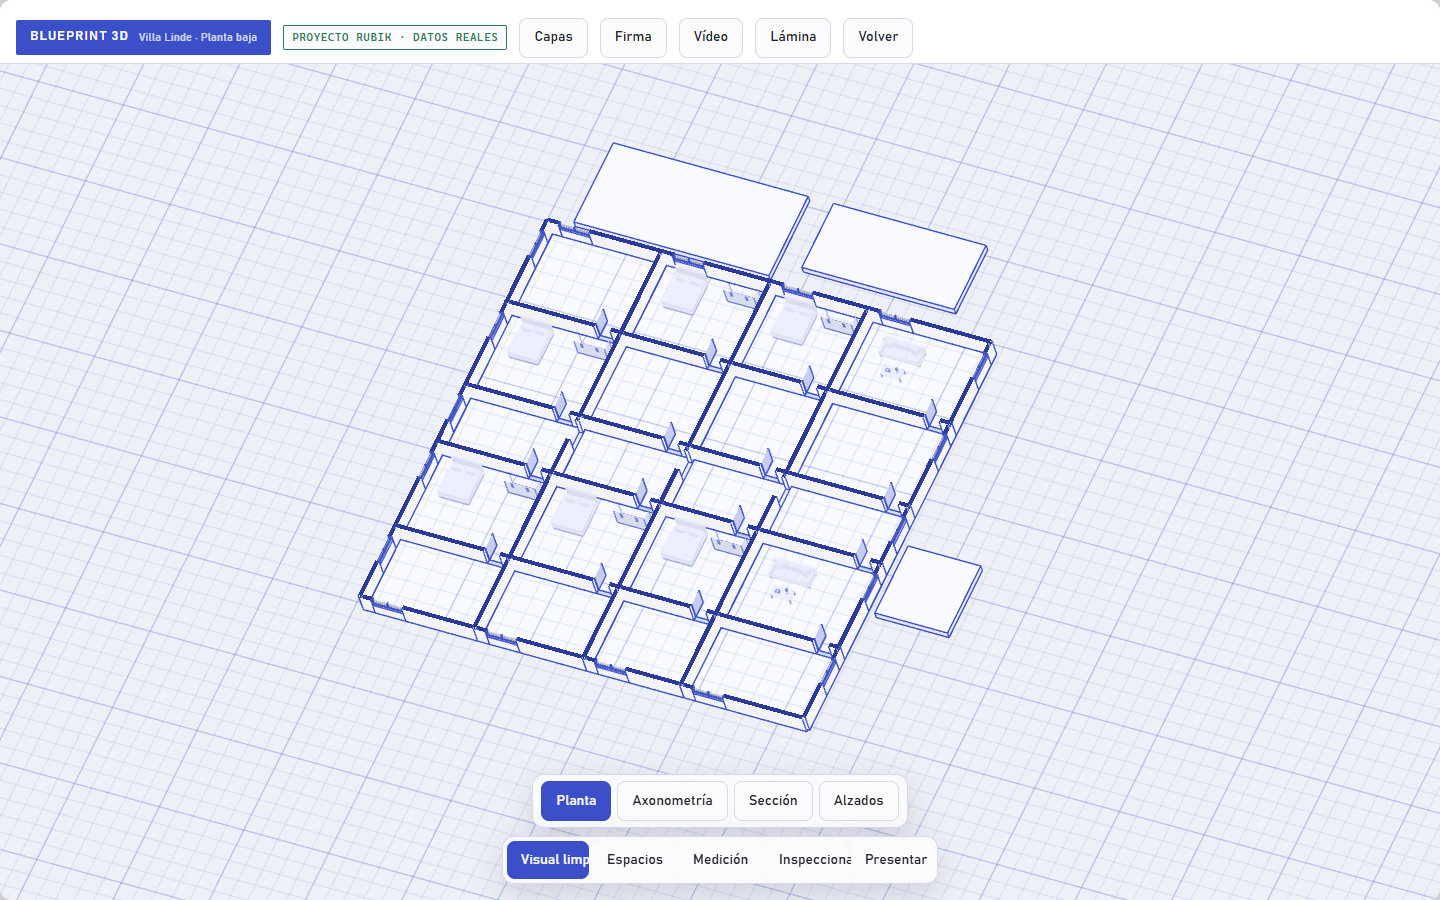 BLUEPRINT 3D Villa Linde · Planta baja PROYECTO RUBIK · DATOS REALES Capas Firma Vídeo Lámina Volver
Planta Axonometría Sección Alzados
Visual limp Espacios Medición Inspecciona Presentar